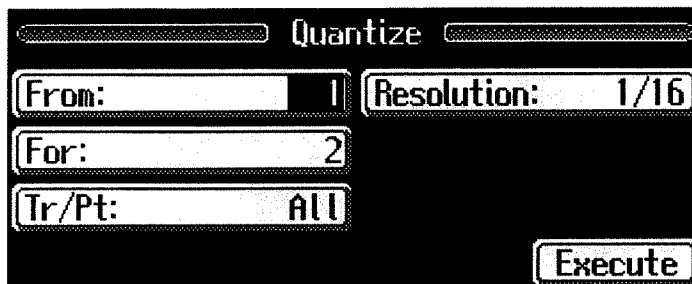 Quantize
From: 1
Resolution: 1/16
For: 2
Tr/Pt: All
Execute